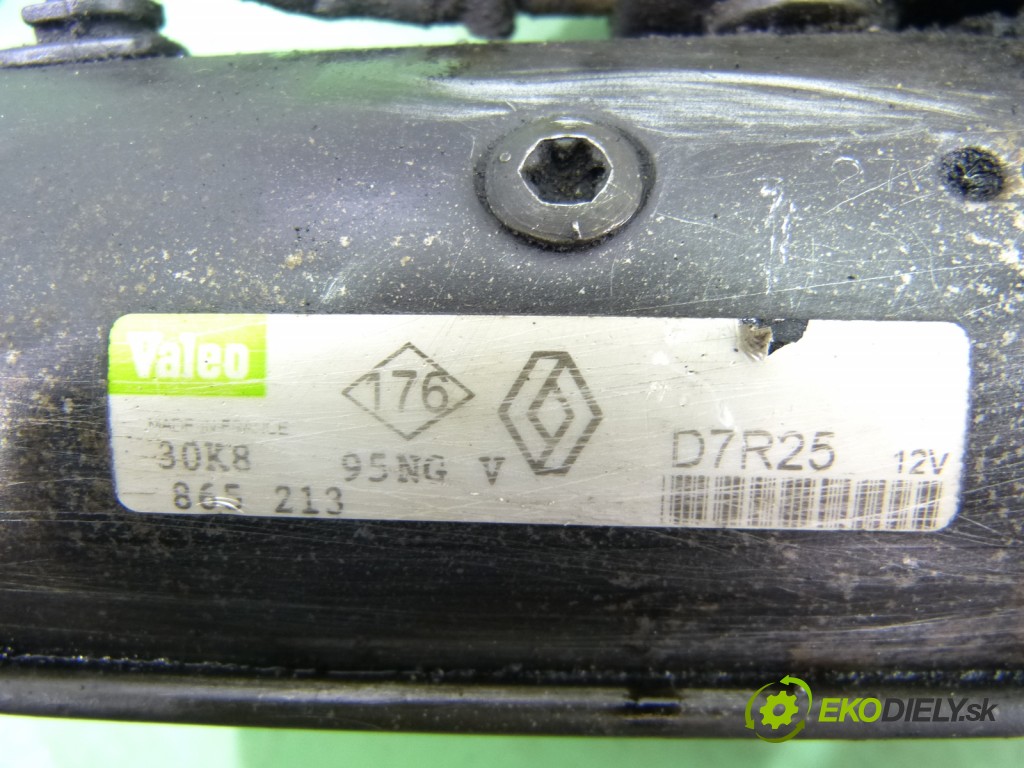 Valeo
176
D7R25
12V
30K8 95NG V
865 213
EKODIELY.sk